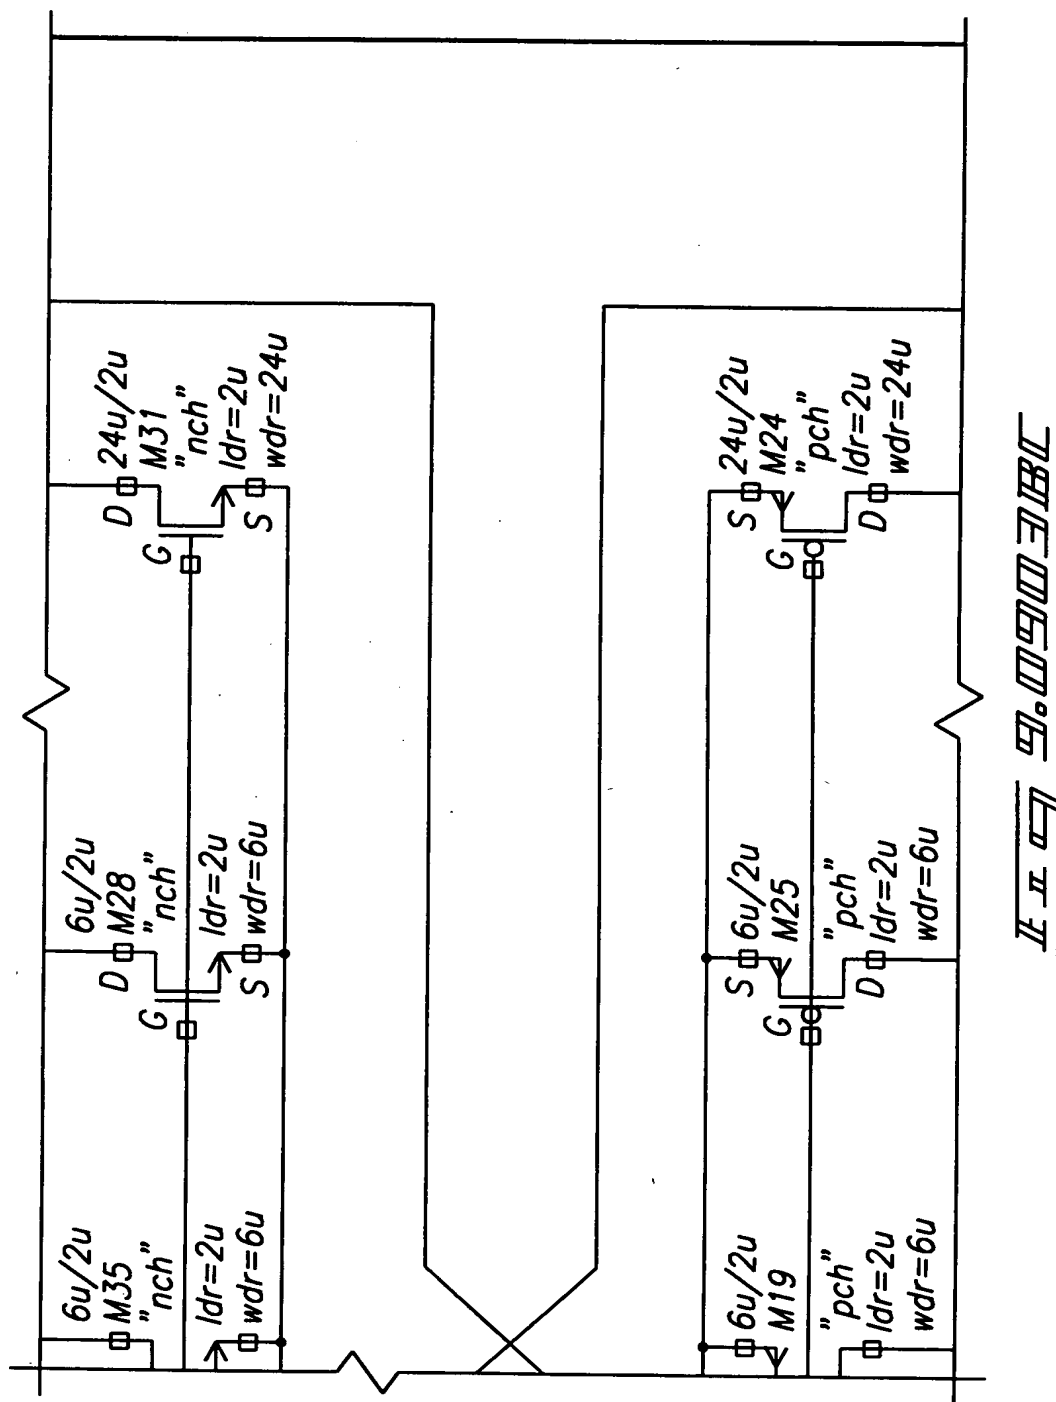 6u/2u
M35
"nch"
ldr=2u
wdr=6u
6u/2u
M28
"nch"
ldr=2u
wdr=6u
D
G
S
24u/2u
M31
"nch"
ldr=2u
wdr=24u
D
G
S
6u/2u
M19
"pch"
ldr=2u
wdr=6u
6u/2u
M25
"pch"
ldr=2u
wdr=6u
S
G
D
24u/2u
M24
"pch"
ldr=2u
wdr=24u
S
G
D
FIG 9.0903BC